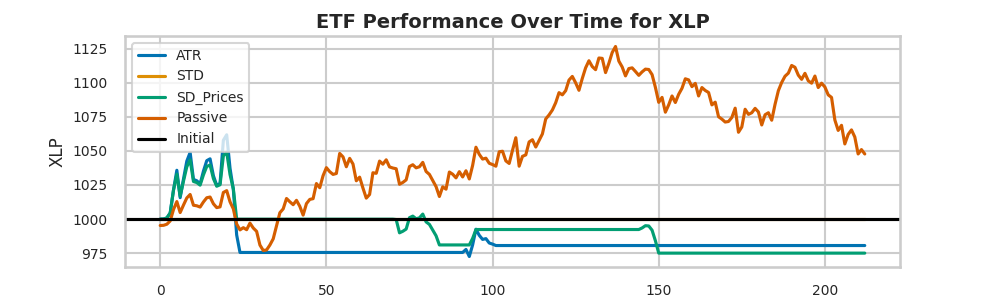 ETF Performance Over Time for XLP
XLP
1125
1100
1075
1050
1025
1000
975
ATR
STD
SD_Prices
Passive
Initial
0
50
100
150
200